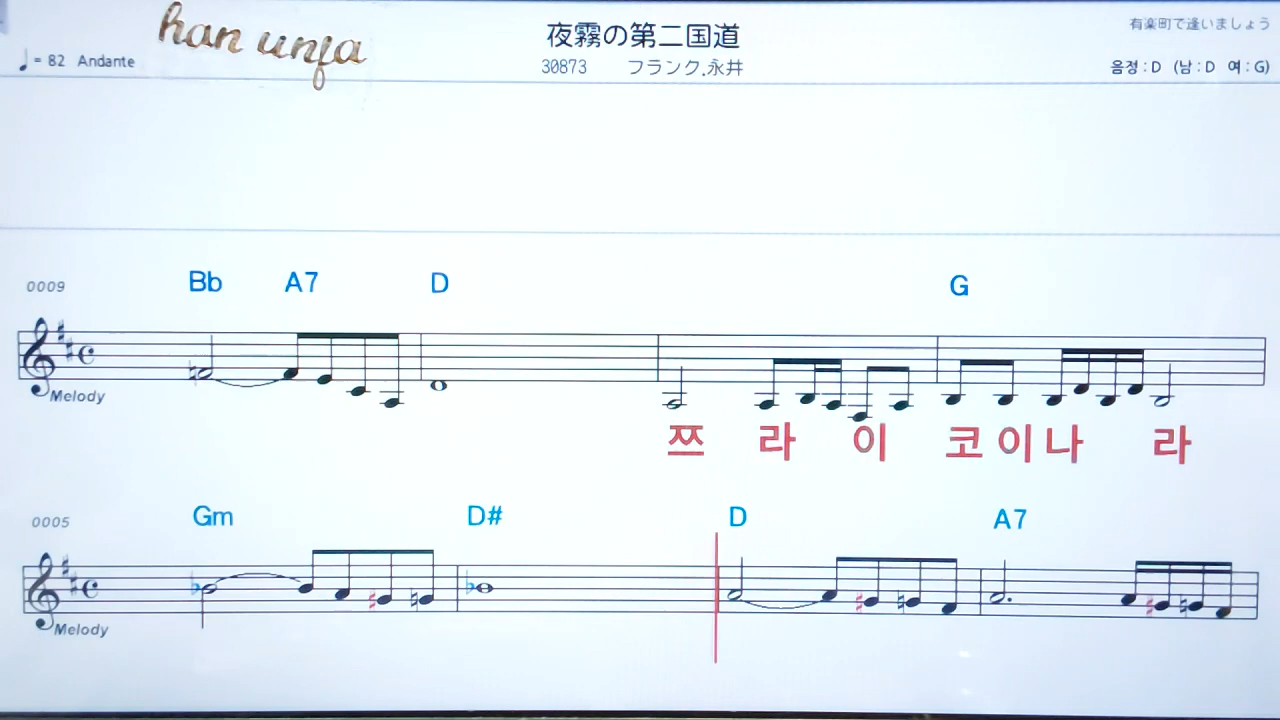 han unja
夜霧の第二国道
有楽町で逢いましょう
♩= 82 Andante
30873 フランク.永井
음정 : D (남 : D 여 : G)
0009 Bb A7 D G
Melody
쯔 라 이 코 이 나 라
0005 Gm D# D A7
Melody